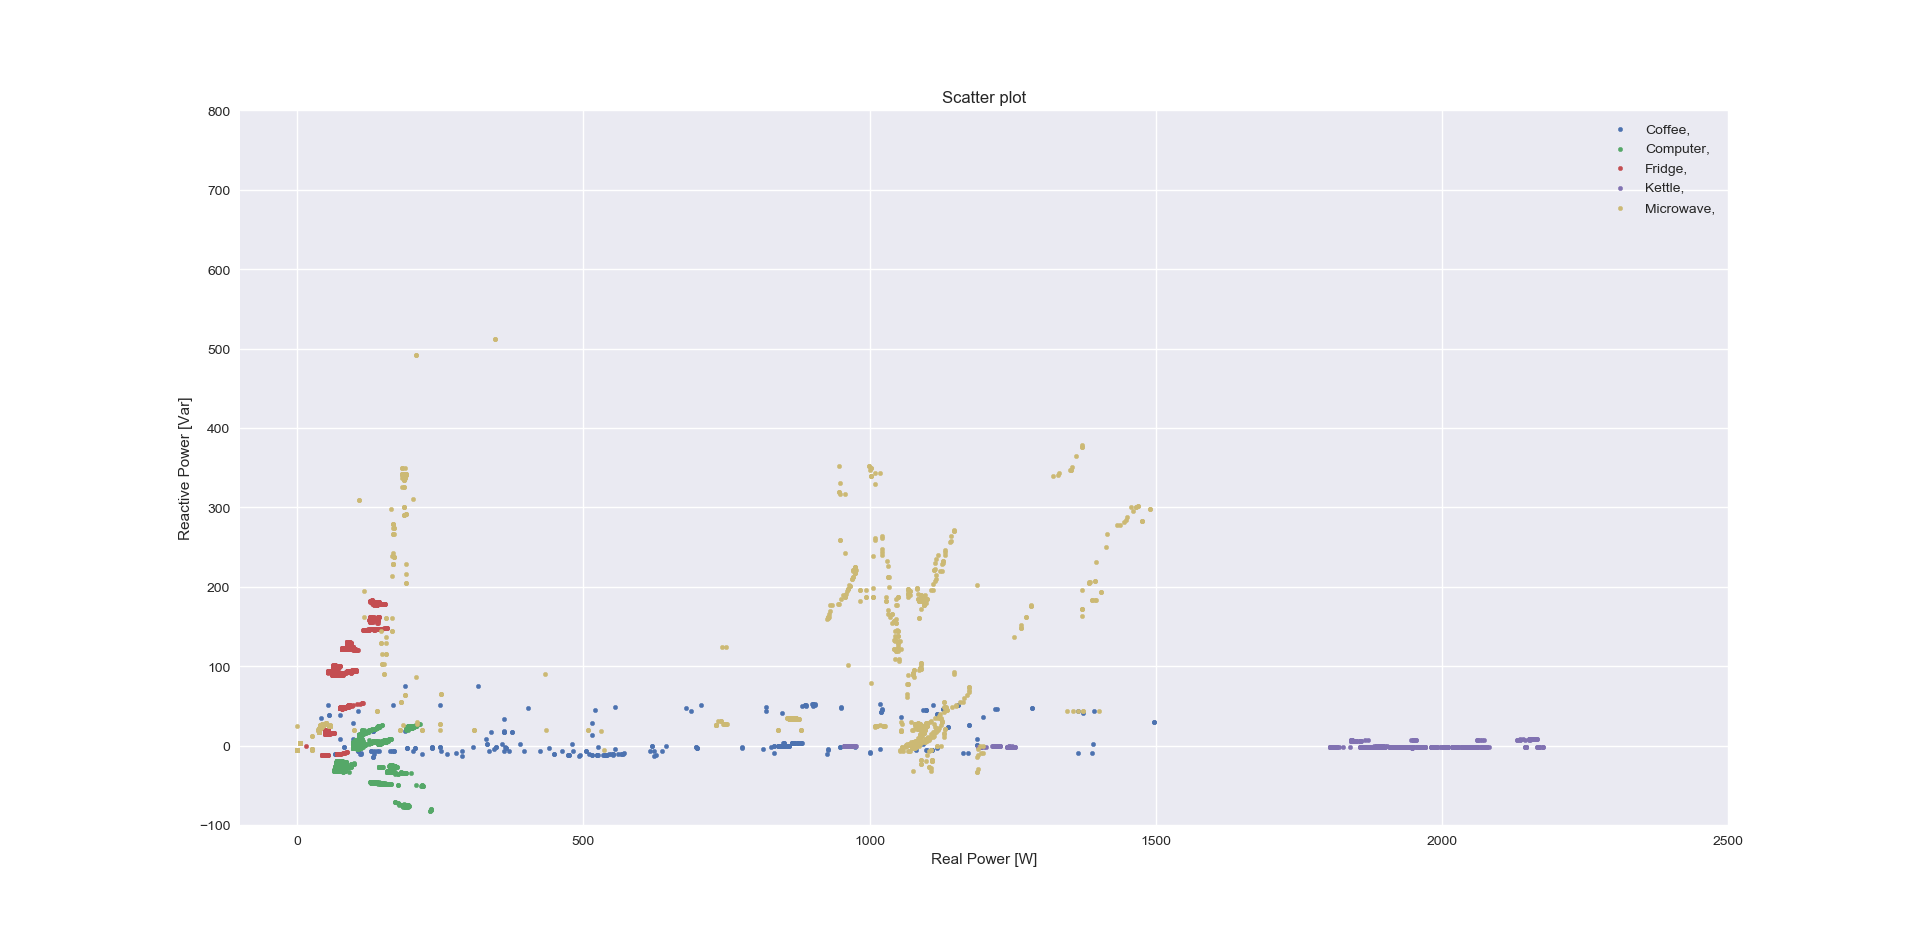 Scatter plot
800
700
600
500
400
300
200
100
0
−100
Reactive Power [Var]
Coffee,
Computer,
Fridge,
Kettle,
Microwave,
0
500
1000
1500
2000
2500
Real Power [W]